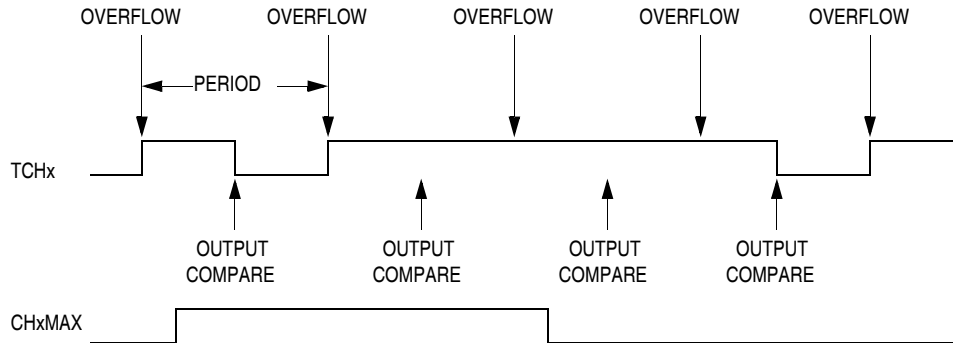 OVERFLOW OVERFLOW OVERFLOW OVERFLOW OVERFLOW
PERIOD
TCHx
OUTPUT COMPARE
OUTPUT COMPARE
OUTPUT COMPARE
OUTPUT COMPARE
CHxMAX